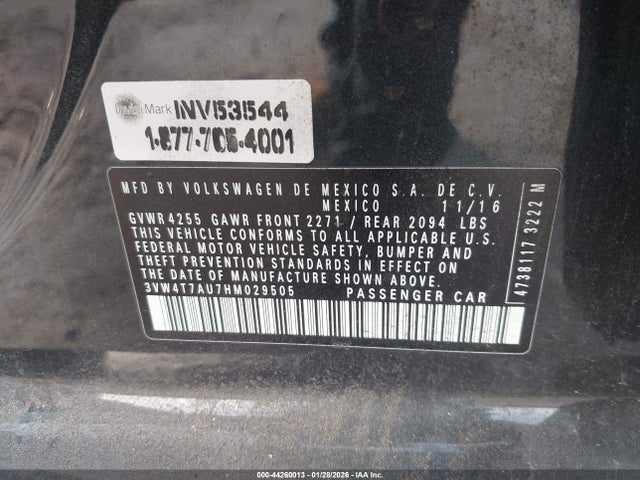 Mark INV531544
1-877-705-4001
MFD BY VOLKSWAGEN DE MEXICO S.A. DE C.V.
MEXICO 11/16
GVWR 4255 GAWR FRONT 2271 / REAR 2094 LBS
THIS VEHICLE CONFORMS TO ALL APPLICABLE U.S.
FEDERAL MOTOR VEHICLE SAFETY, BUMPER AND
THEFT PREVENTION STANDARDS IN EFFECT ON
THE DATE OF MANUFACTURE SHOWN ABOVE.
3VW4T7AU7HM029505 PASSENGER CAR
4738117 3222 M
000-44260013 - 01/28/2026 - IAA Inc.